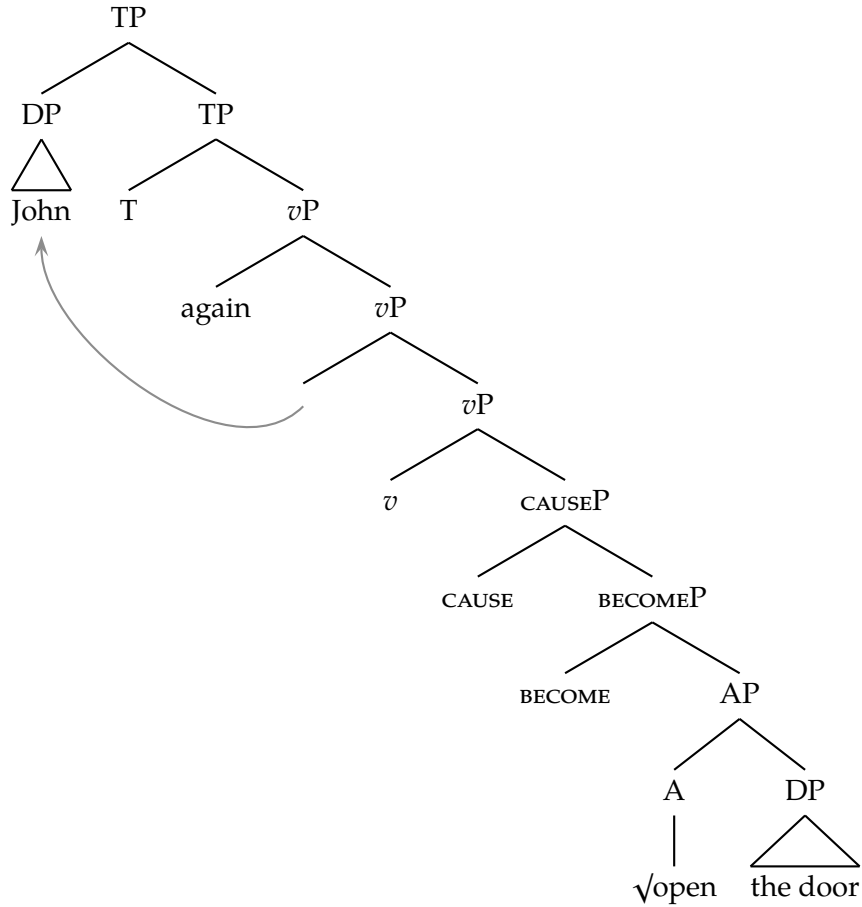 TP
DP TP
John T vP
again vP
vP
v CAUSEP
CAUSE BECOMEP
BECOME AP
A DP
√open the door